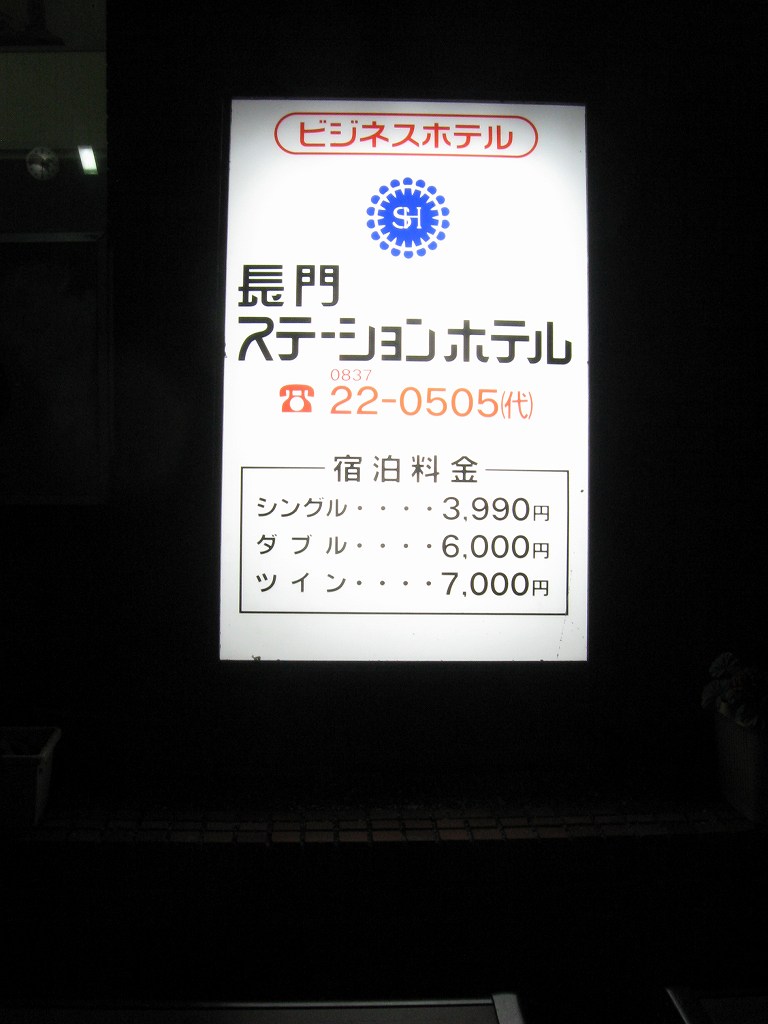 ビジネスホテル
SH
長門
ステーションホテル
0837
☎ 22-0505(代)
宿泊料金
シングル・・・・3,990円
ダブル・・・・6,000円
ツイン・・・・7,000円